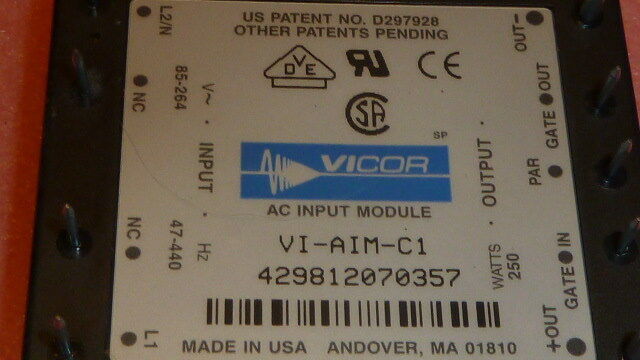 US PATENT NO. D297928
OTHER PATENTS PENDING
DVE
RU
CE
SA
SP
VICOR
AC INPUT MODULE
VI-AIM-C1
429812070357
MADE IN USA ANDOVER, MA 01810
L2/N
NC
NC
L1
85-264 V~
INPUT
47-440 Hz
OUTPUT
WATTS
250
OUT-
GATE OUT
PAR
GATE IN
+OUT